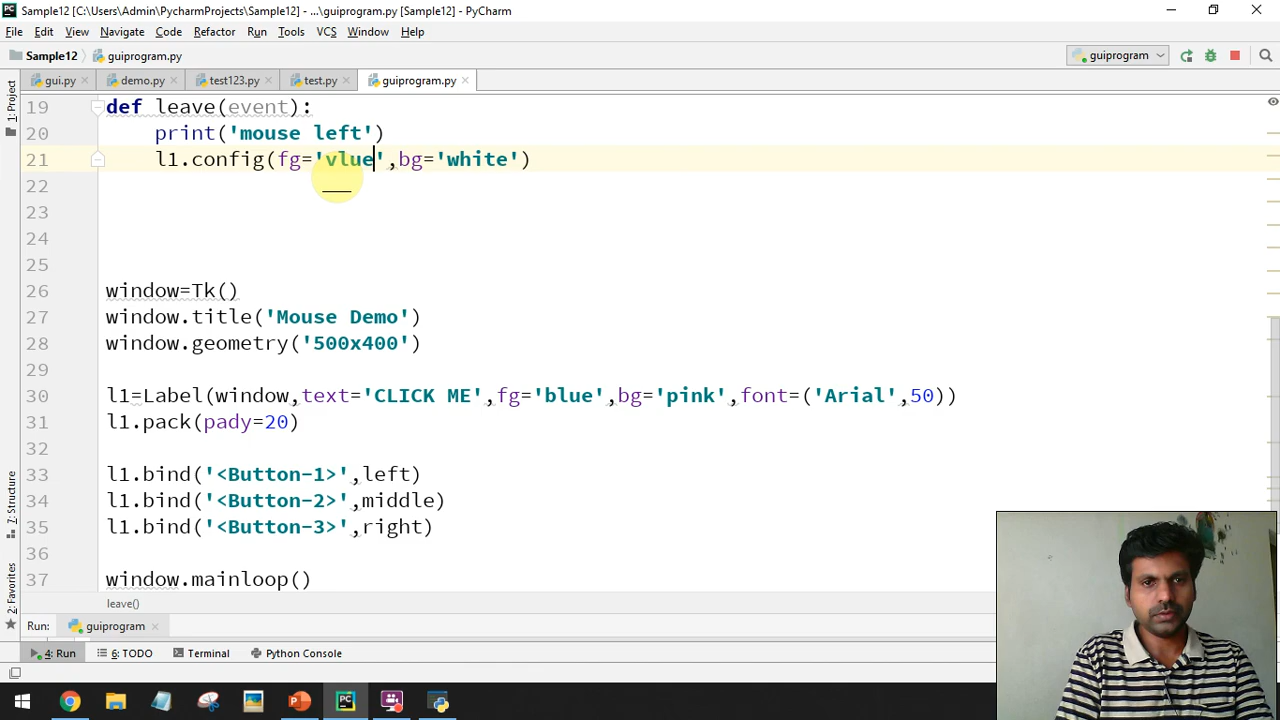 Sample12 [C:\Users\Admin\PycharmProjects\Sample12] - ...\guiprogram.py [Sample12] - PyCharm
File Edit View Navigate Code Refactor Run Tools VCS Window Help
Sample12 guiprogram.py guiprogram
gui.py demo.py test123.py test.py guiprogram.py
1: Project
7: Structure
2: Favorites
19 def leave(event):
20 print('mouse left')
21 l1.config(fg='vlue',bg='white')
22
23
24
25
26 window=Tk()
27 window.title('Mouse Demo')
28 window.geometry('500x400')
29
30 l1=Label(window,text='CLICK ME',fg='blue',bg='pink',font=('Arial',50))
31 l1.pack(pady=20)
32
33 l1.bind('<Button-1>',left)
34 l1.bind('<Button-2>',middle)
35 l1.bind('<Button-3>',right)
36
37 window.mainloop()
leave()
Run: guiprogram
4: Run 6: TODO Terminal Python Console